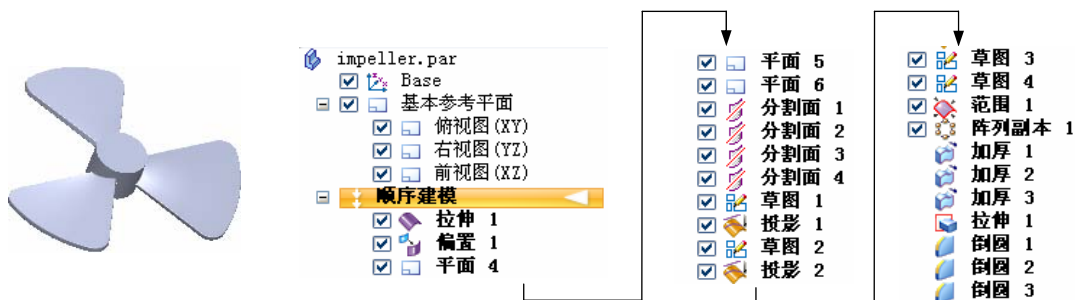 impeller.par
Base
基本参考平面
俯视图(XY)
右视图(YZ)
前视图(XZ)
顺序建模
拉伸 1
偏置 1
平面 4
平面 5
平面 6
分割面 1
分割面 2
分割面 3
分割面 4
草图 1
投影 1
草图 2
投影 2
草图 3
草图 4
范围 1
阵列副本 1
加厚 1
加厚 2
加厚 3
拉伸 1
倒圆 1
倒圆 2
倒圆 3